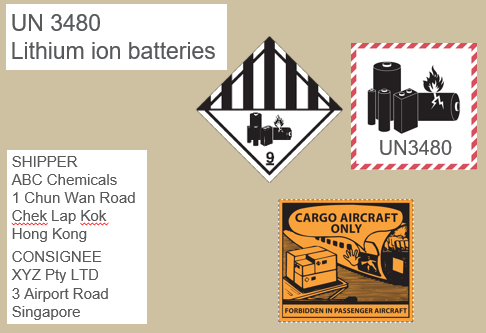 UN 3480
Lithium ion batteries
9
UN3480
SHIPPER
ABC Chemicals
1 Chun Wan Road
Chek Lap Kok
Hong Kong
CONSIGNEE
XYZ Pty LTD
3 Airport Road
Singapore
CARGO AIRCRAFT
ONLY
FORBIDDEN IN PASSENGER AIRCRAFT